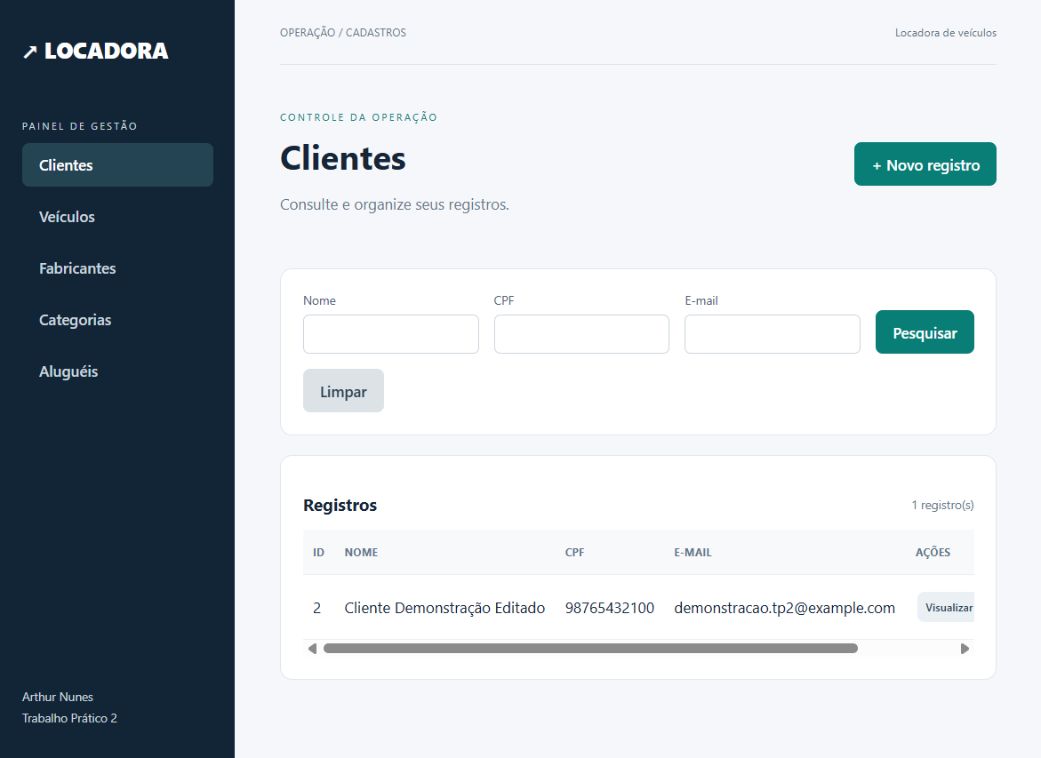 ↗ LOCADORA
PAINEL DE GESTÃO
Clientes
Veículos
Fabricantes
Categorias
Aluguéis
Arthur Nunes
Trabalho Prático 2
OPERAÇÃO / CADASTROS
Locadora de veículos
CONTROLE DA OPERAÇÃO
Clientes
+ Novo registro
Consulte e organize seus registros.
Nome CPF E-mail
Pesquisar
Limpar
Registros 1 registro(s)
ID NOME CPF E-MAIL AÇÕES
2 Cliente Demonstração Editado 98765432100 demonstracao.tp2@example.com Visualizar